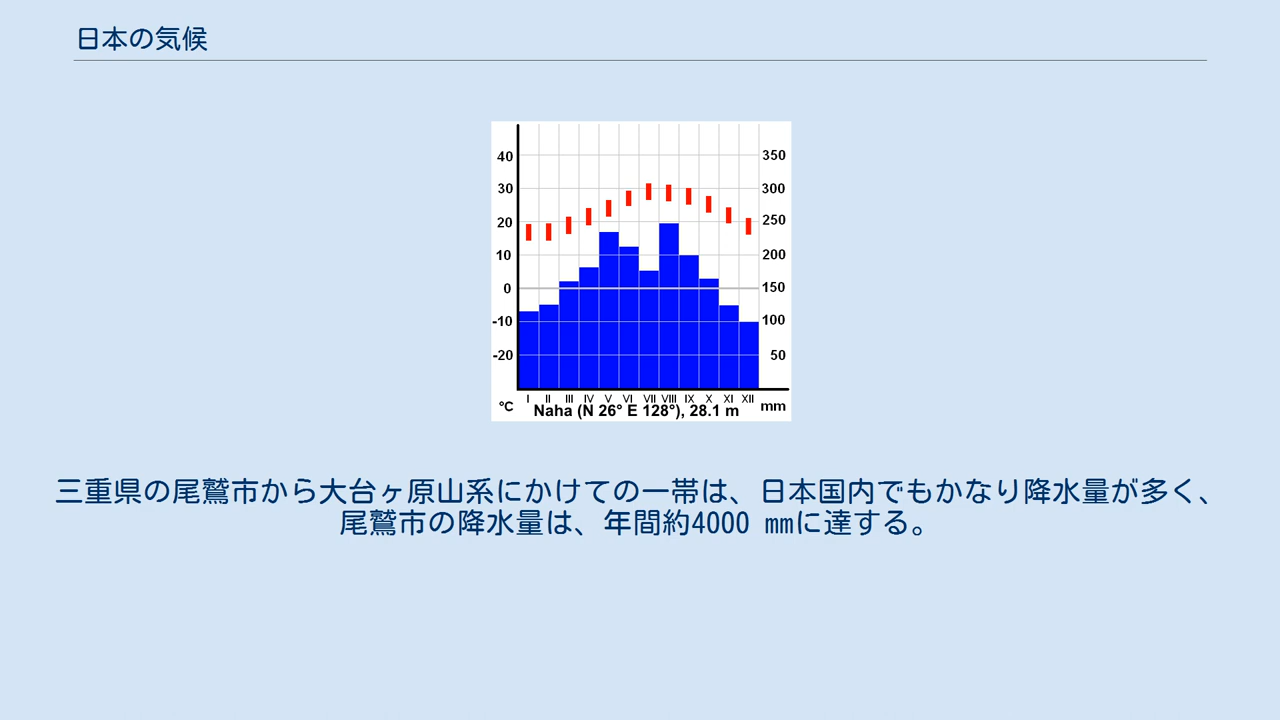 日本の気候
40
30
20
10
0
-10
-20
350
300
250
200
150
100
50
I II III IV V VI VII VIII IX X XI XII
°C
Naha (N 26° E 128°), 28.1 m
mm
三重県の尾鷲市から大台ヶ原山系にかけての一帯は、日本国内でもかなり降水量が多く、
尾鷲市の降水量は、年間約4000 ㎜に達する。